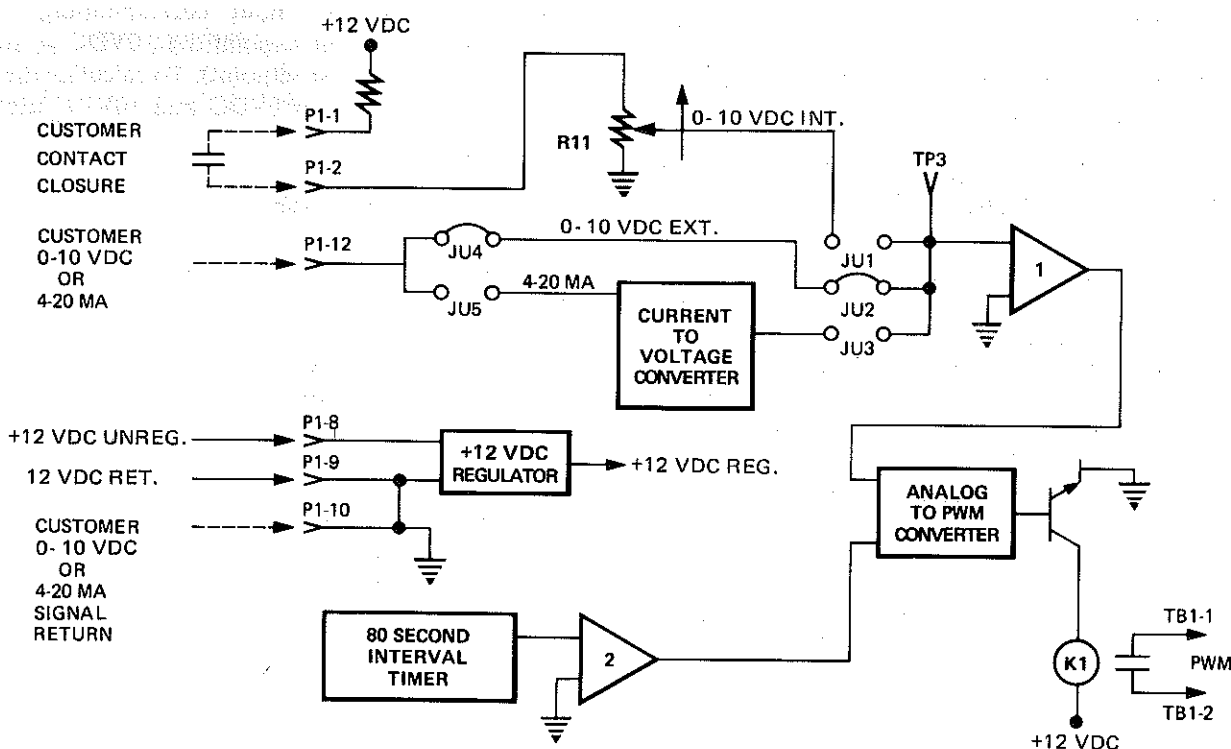 +12 VDC
P1-1
CUSTOMER
CONTACT
CLOSURE
P1-2
R11
0-10 VDC INT.
TP3
CUSTOMER
0-10 VDC
OR
4-20 MA
P1-12
JU4
0-10 VDC EXT.
JU1
1
JU5
4-20 MA
CURRENT
TO
VOLTAGE
CONVERTER
JU2
JU3
+12 VDC UNREG.
P1-8
+12 VDC
REGULATOR
+12 VDC REG.
12 VDC RET.
P1-9
P1-10
CUSTOMER
0-10 VDC
OR
4-20 MA
SIGNAL
RETURN
ANALOG
TO PWM
CONVERTER
80 SECOND
INTERVAL
TIMER
2
K1
TB1-1
PWM
TB1-2
+12 VDC